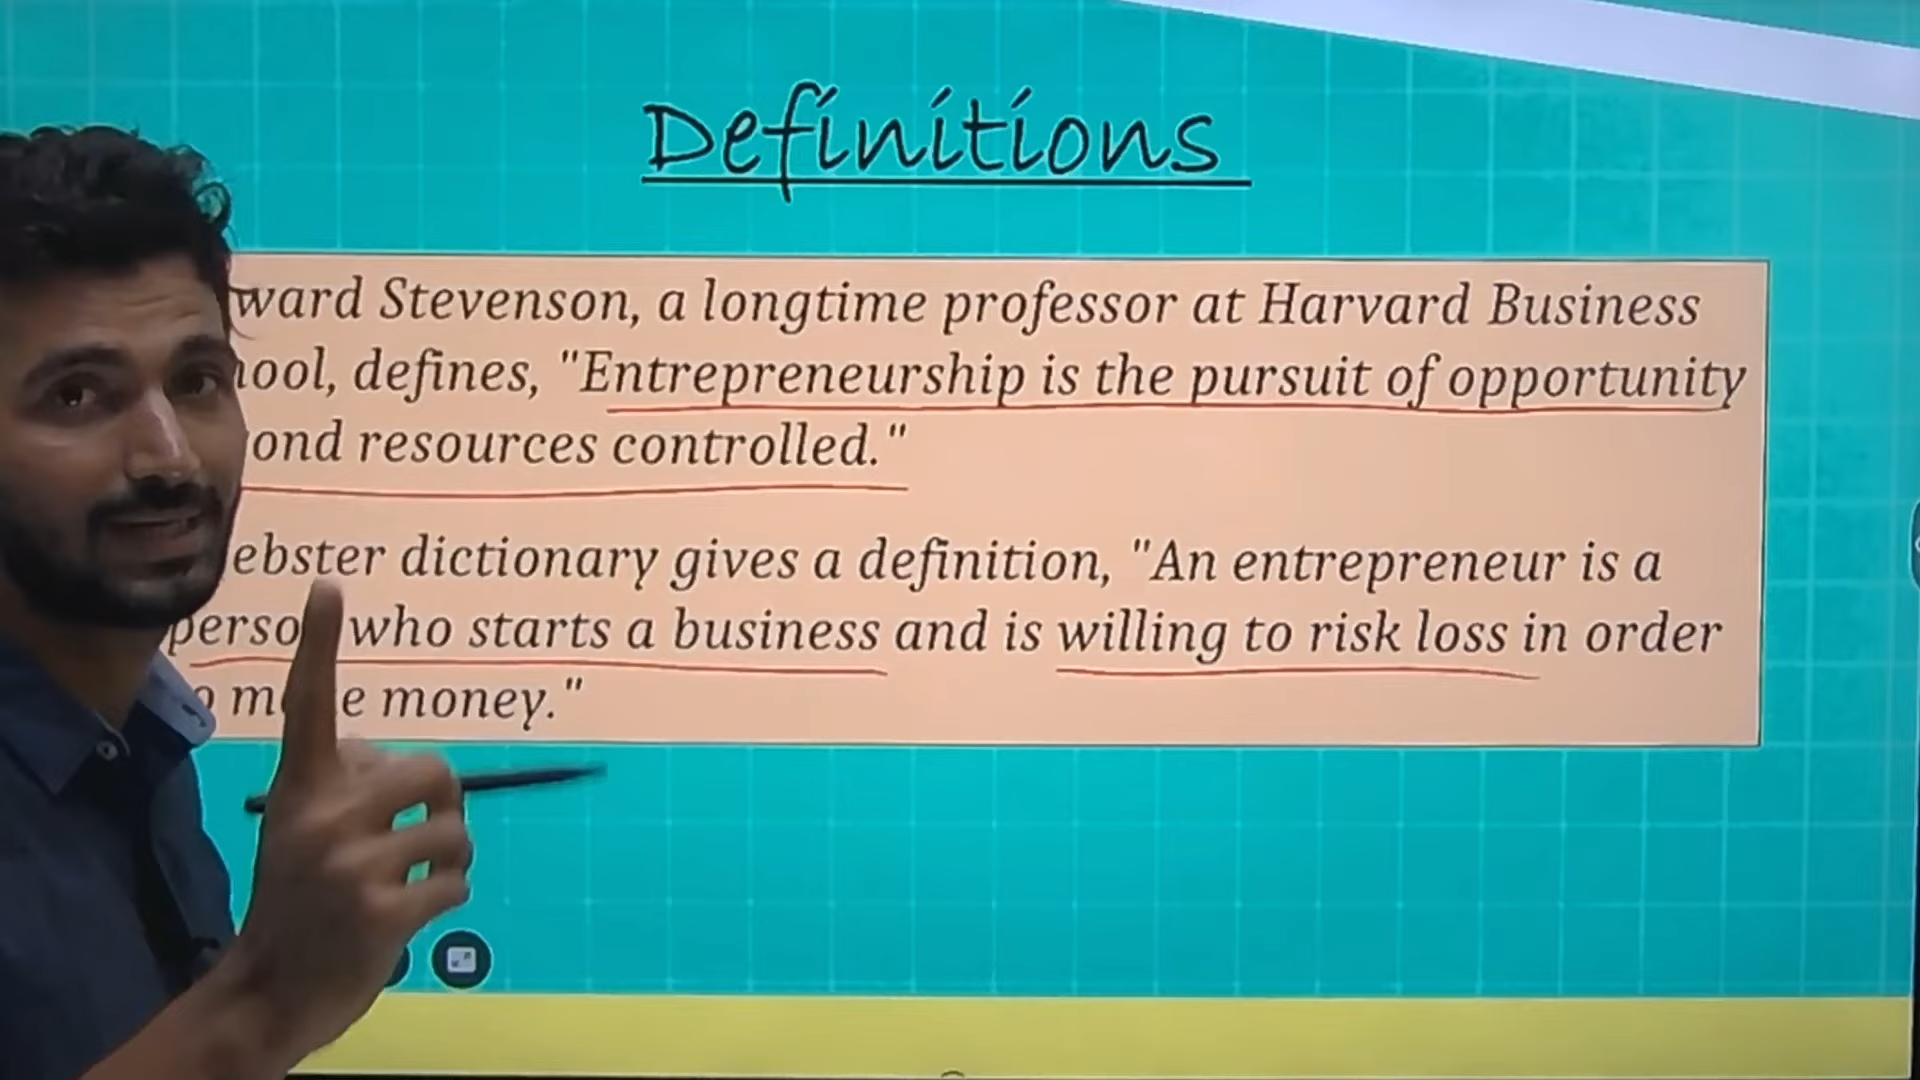 Definitions
ward Stevenson, a longtime professor at Harvard Business
ool, defines, "Entrepreneurship is the pursuit of opportunity
ond resources controlled."
ebster dictionary gives a definition, "An entrepreneur is a
perso who starts a business and is willing to risk loss in order
m e money."